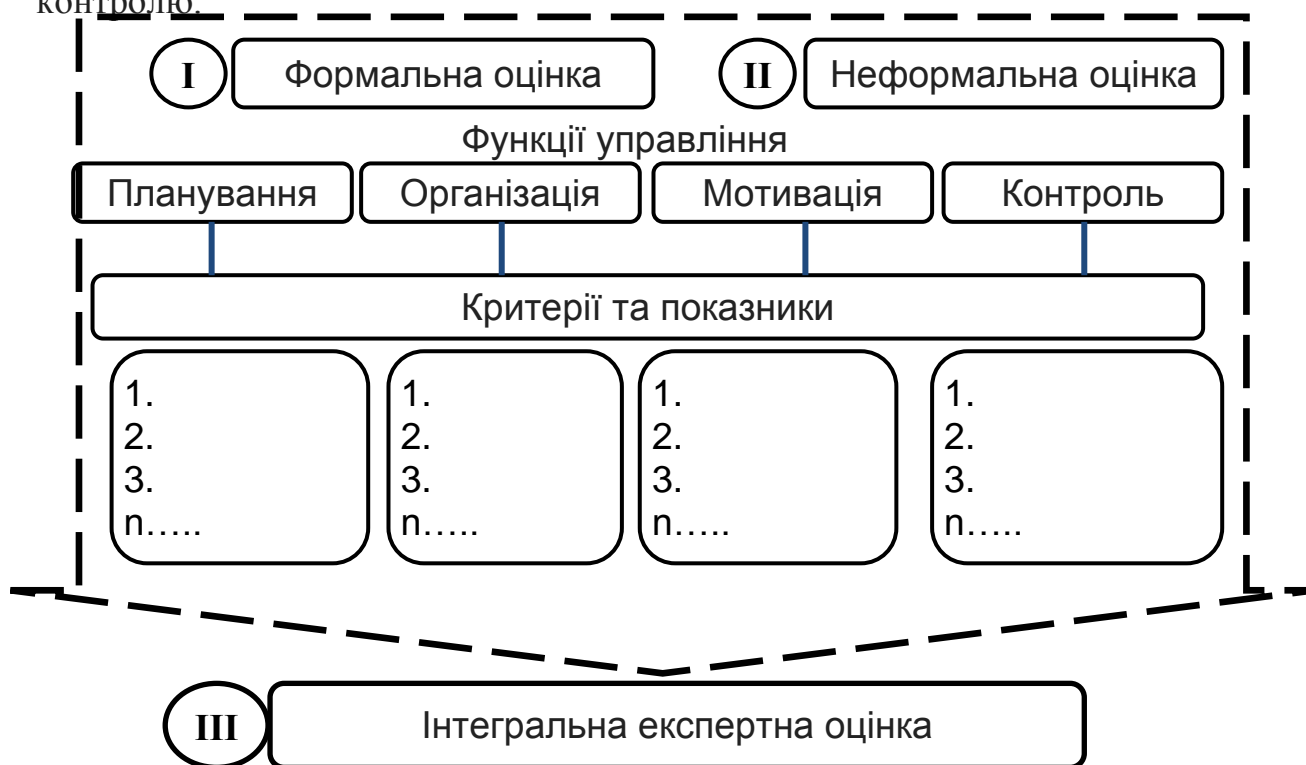 контролю.
I Формальна оцінка II Неформальна оцінка
Функції управління
Планування Організація Мотивація Контроль
Критерії та показники
1. 1. 1. 1.
2. 2. 2. 2.
3. 3. 3. 3.
n….. n….. n….. n…..
III Інтегральна експертна оцінка